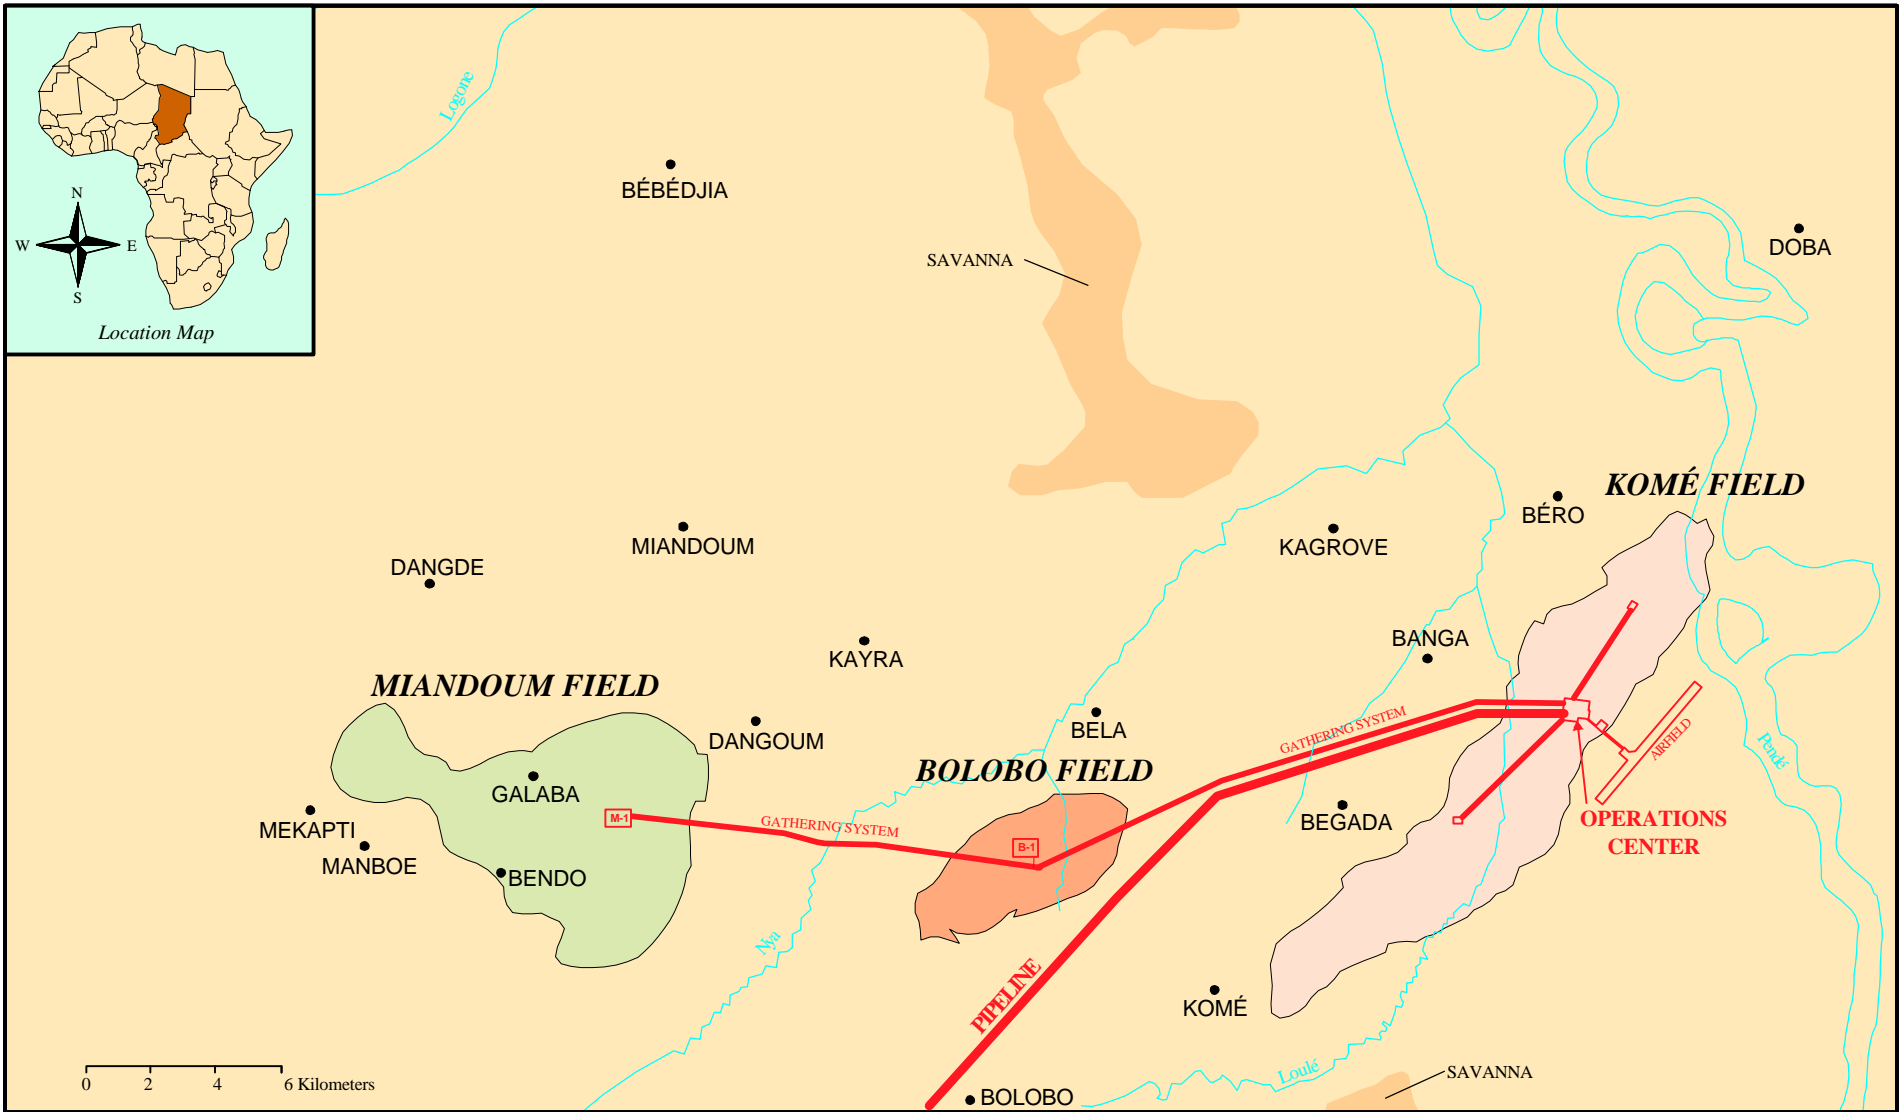 N
W
E
S
Location Map
Logone
BÉBÉDJIA
SAVANNA
DOBA
KOMÉ FIELD
BÉRO
MIANDOUM
KAGROVE
DANGDE
BANGA
KAYRA
MIANDOUM FIELD
DANGOUM
BELA
GATHERING SYSTEM
AIRFIELD
Pendé
BOLOBO FIELD
GALABA
M-1
MEKAPTI
GATHERING SYSTEM
BEGADA
OPERATIONS
CENTER
B-1
MANBOE
BENDO
Nya
PIPELINE
KOMÉ
Loulé
SAVANNA
0 2 4 6 Kilometers
BOLOBO